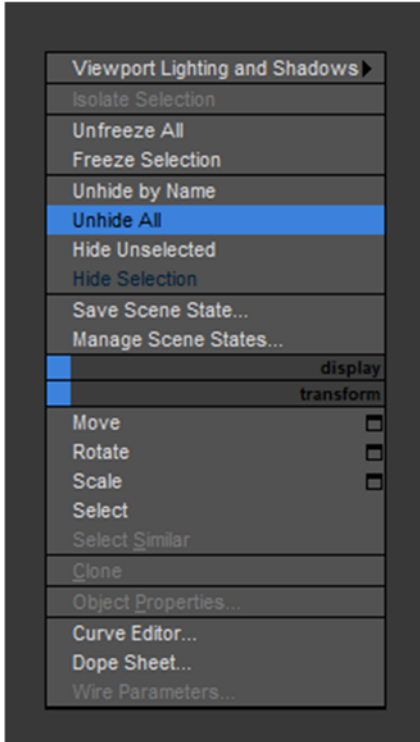 Viewport Lighting and Shadows
Isolate Selection
Unfreeze All
Freeze Selection
Unhide by Name
Unhide All
Hide Unselected
Hide Selection
Save Scene State...
Manage Scene States...
display
transform
Move
Rotate
Scale
Select
Select Similar
Clone
Object Properties...
Curve Editor...
Dope Sheet...
Wire Parameters...